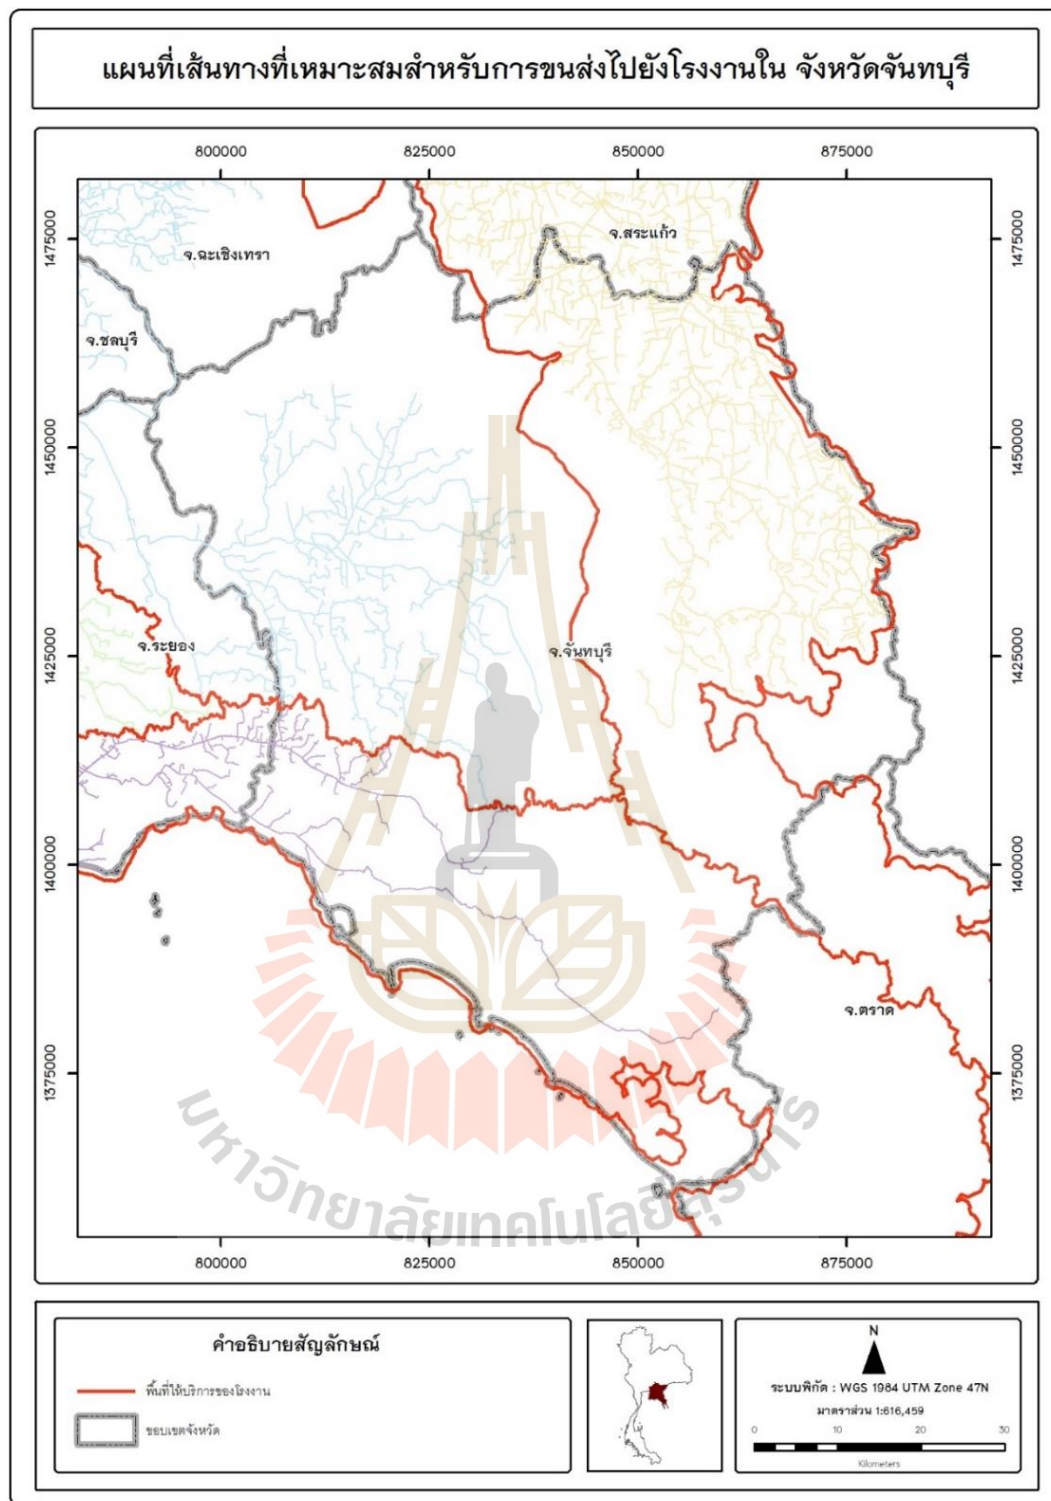 แผนที่เส้นทางที่เหมาะสมสำหรับการขนส่งไปยังโรงงานใน จังหวัดจันทบุรี
800000 825000 850000 875000
1475000 1475000
จ.สระแก้ว
จ.ฉะเชิงเทรา
จ.ชลบุรี
1450000 1450000
จ.ระยอง
จ.จันทบุรี
1425000 1425000
1400000 1400000
จ.ตราด
1375000 1375000
มหาวิทยาลัยเทคโนโลยีสุรนารี
800000 825000 850000 875000
คำอธิบายสัญลักษณ์
พื้นที่ให้บริการของโรงงาน
ขอบเขตจังหวัด
N
ระบบพิกัด : WGS 1984 UTM Zone 47N
มาตราส่วน 1:616,459
0 10 20 30
Kilometers